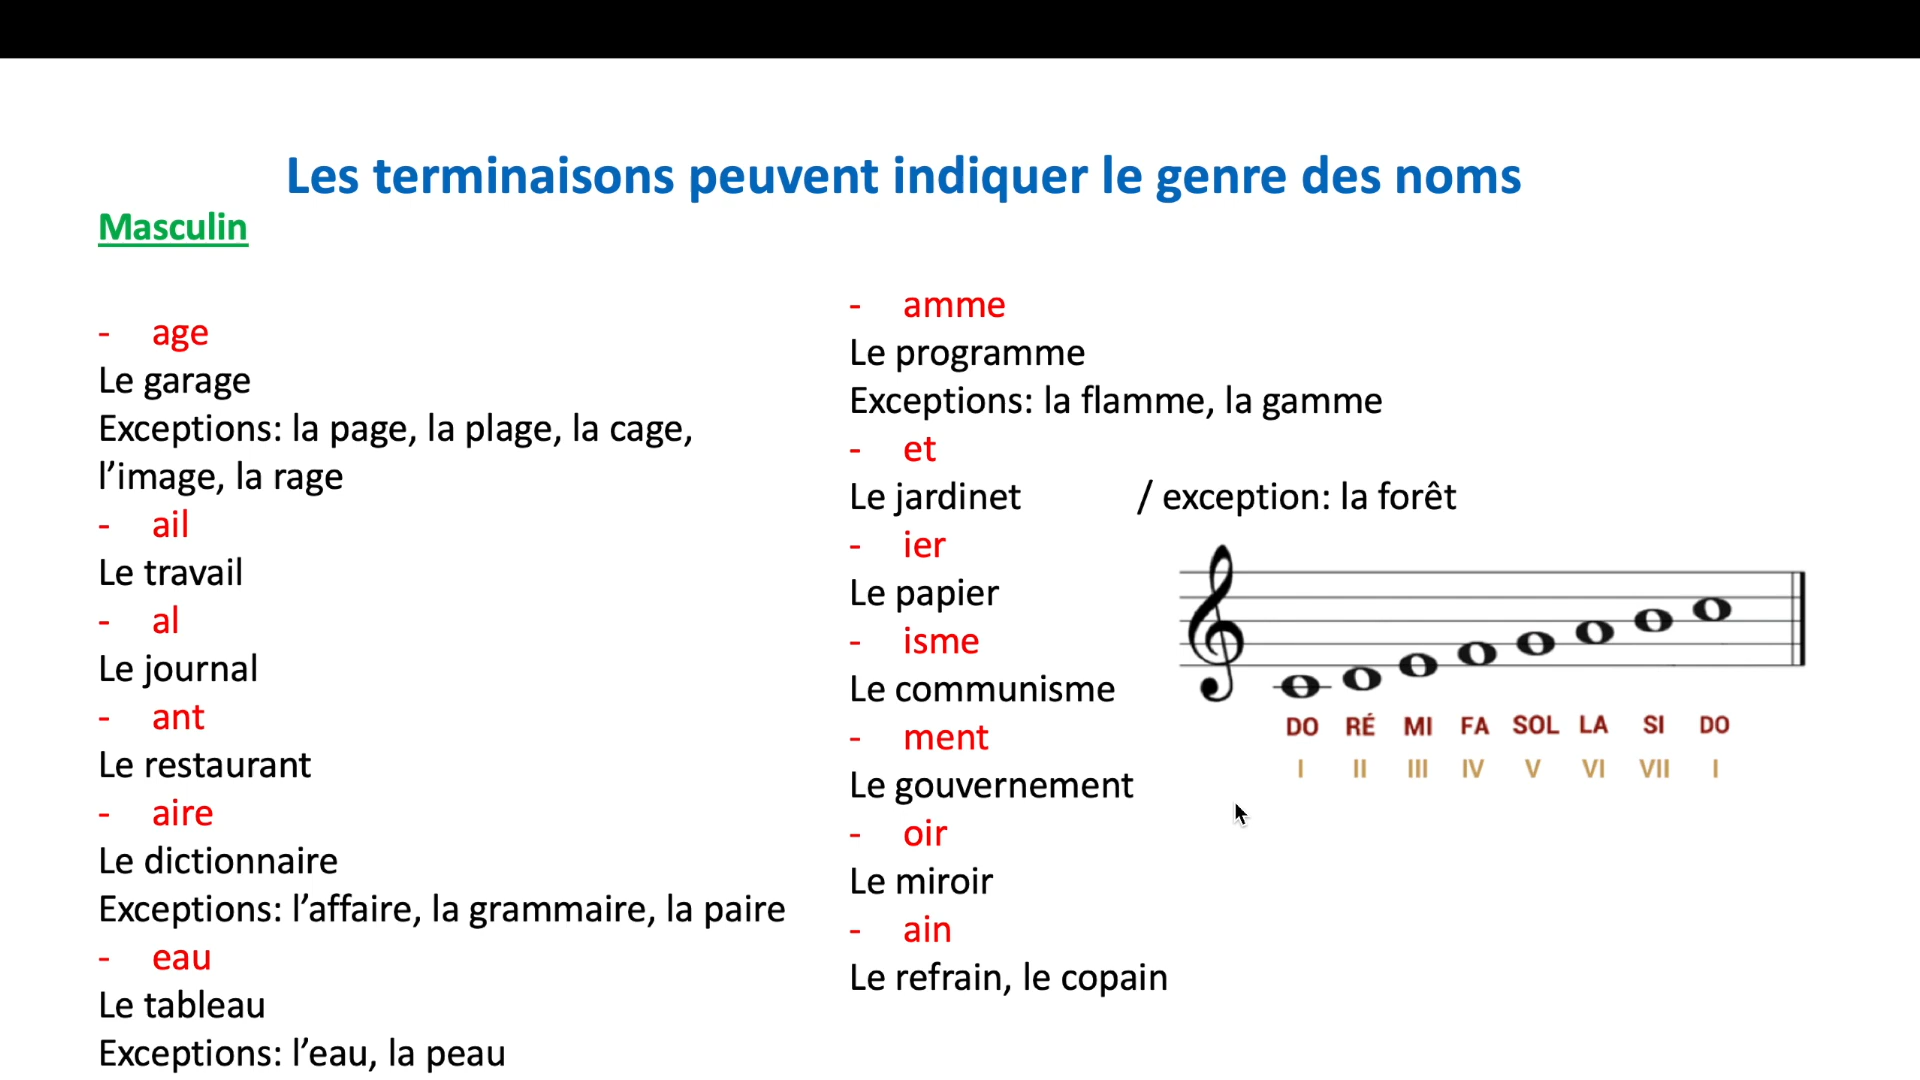 Les terminaisons peuvent indiquer le genre des noms
Masculin
- age
Le garage
Exceptions: la page, la plage, la cage,
l’image, la rage
- ail
Le travail
- al
Le journal
- ant
Le restaurant
- aire
Le dictionnaire
Exceptions: l’affaire, la grammaire, la paire
- eau
Le tableau
Exceptions: l’eau, la peau
- amme
Le programme
Exceptions: la flamme, la gamme
- et
Le jardinet / exception: la forêt
- ier
Le papier
- isme
Le communisme
- ment
Le gouvernement
- oir
Le miroir
- ain
Le refrain, le copain
DO RÉ MI FA SOL LA SI DO
I II III IV V VI VII I